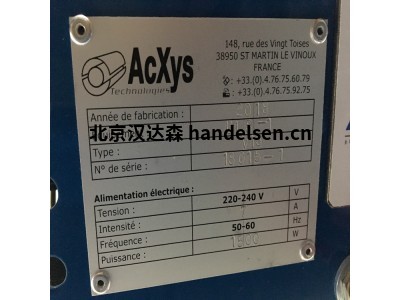 AcXys
Technologies
148, rue des Vingt Toises
38950 ST MARTIN LE VINOUX
FRANCE
: +33.(0).4.76.75.60.79
: +33.(0).4.76.75.92.75
Année de fabrication :
北京汉达森 handelsen.cn
Type :
N° de série :
Alimentation électrique :
Tension : 220-240 V V
Intensité : A
Fréquence : 50-60 Hz
Puissance : W